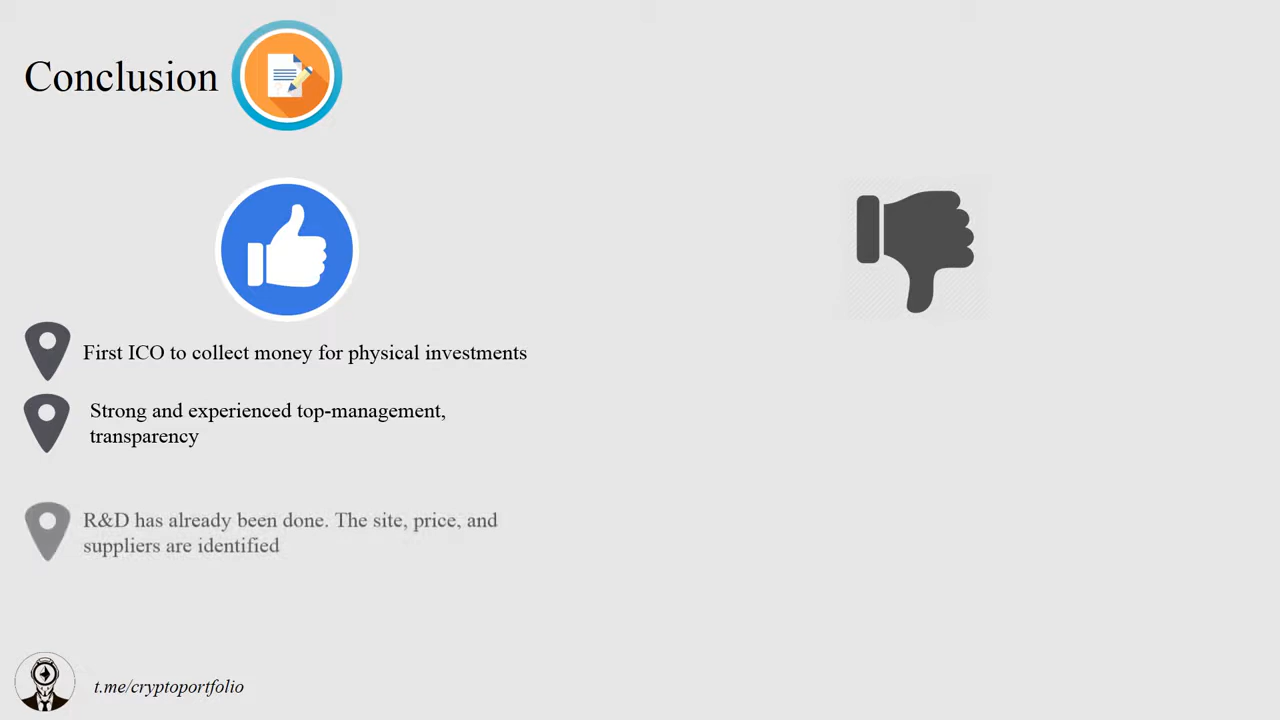 Conclusion
First ICO to collect money for physical investments
Strong and experienced top-management,
transparency
R&D has already been done. The site, price, and
suppliers are identified
t.me/cryptoportfolio